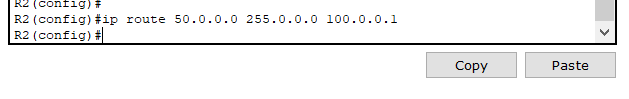 R2(config)#
R2(config)#ip route 50.0.0.0 255.0.0.0 100.0.0.1
R2(config)#
Copy
Paste